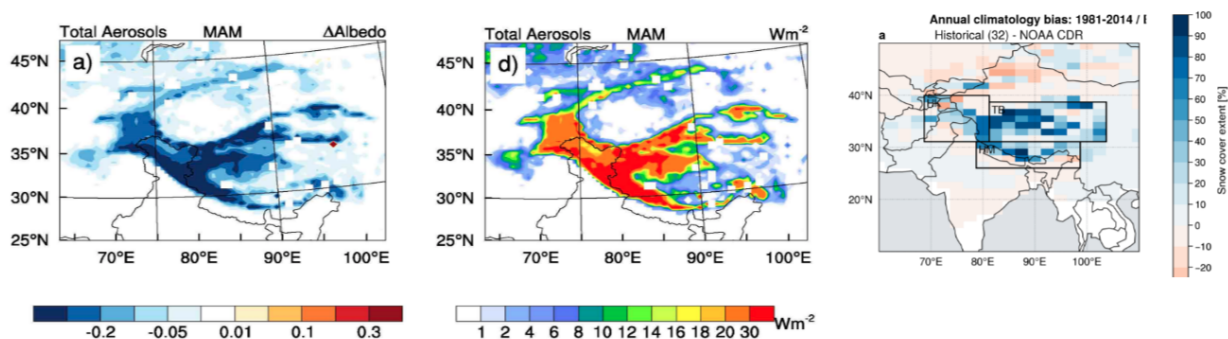 Total Aerosols MAM ΔAlbedo
a)
45°N
40°N
35°N
30°N
25°N
70°E 80°E 90°E 100°E
-0.2 -0.05 0.01 0.1 0.3
Total Aerosols MAM Wm⁻²
d)
45°N
40°N
35°N
30°N
25°N
70°E 80°E 90°E 100°E
1 2 4 6 8 10 12 14 16 18 20 30 Wm⁻²
Annual climatology bias: 1981-2014 /
a
Historical (32) - NOAA CDR
40°N
30°N
20°N
70°E 80°E 90°E 100°E
TB
HM
100
90
80
70
60
50
40
30
20
10
0
−10
−20
Snow cover extent [%]